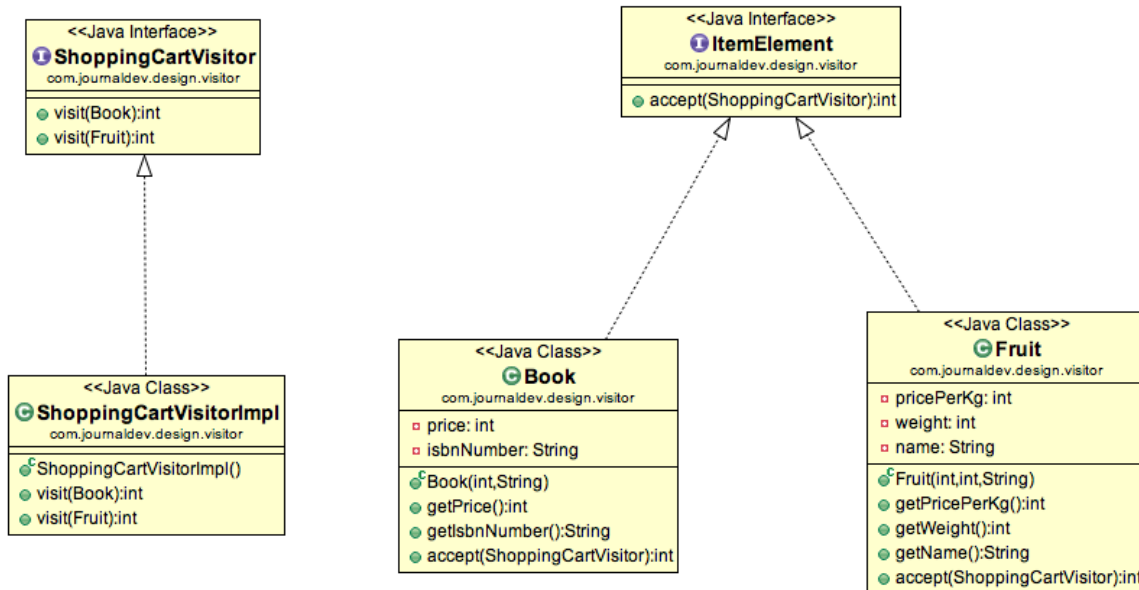 <<Java Interface>>
ShoppingCartVisitor
com.journaldev.design.visitor
visit(Book):int
visit(Fruit):int
<<Java Interface>>
ItemElement
com.journaldev.design.visitor
accept(ShoppingCartVisitor):int
<<Java Class>>
ShoppingCartVisitorImpl
com.journaldev.design.visitor
ShoppingCartVisitorImpl()
visit(Book):int
visit(Fruit):int
<<Java Class>>
Book
com.journaldev.design.visitor
price: int
isbnNumber: String
Book(int,String)
getPrice():int
getIsbnNumber():String
accept(ShoppingCartVisitor):int
<<Java Class>>
Fruit
com.journaldev.design.visitor
pricePerKg: int
weight: int
name: String
Fruit(int,int,String)
getPricePerKg():int
getWeight():int
getName():String
accept(ShoppingCartVisitor):int